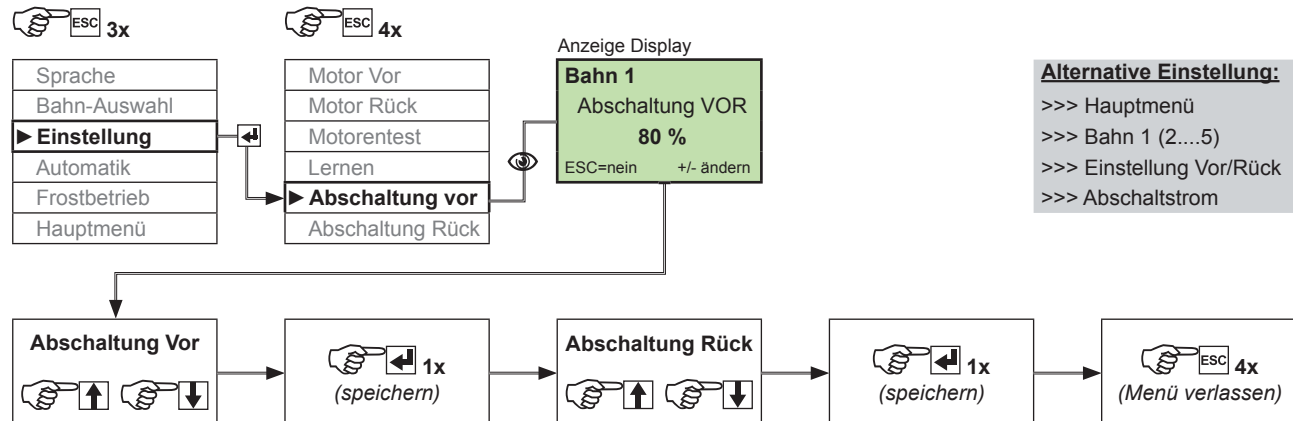 ESC 3x
Sprache
Bahn-Auswahl
Einstellung
Automatik
Frostbetrieb
Hauptmenü
ESC 4x
Motor Vor
Motor Rück
Motorentest
Lernen
Abschaltung vor
Abschaltung Rück
Anzeige Display
Bahn 1
Abschaltung VOR
80 %
ESC=nein +/- ändern
Alternative Einstellung:
>>> Hauptmenü
>>> Bahn 1 (2....5)
>>> Einstellung Vor/Rück
>>> Abschaltstrom
Abschaltung Vor
1x
(speichern)
Abschaltung Rück
1x
(speichern)
ESC 4x
(Menü verlassen)